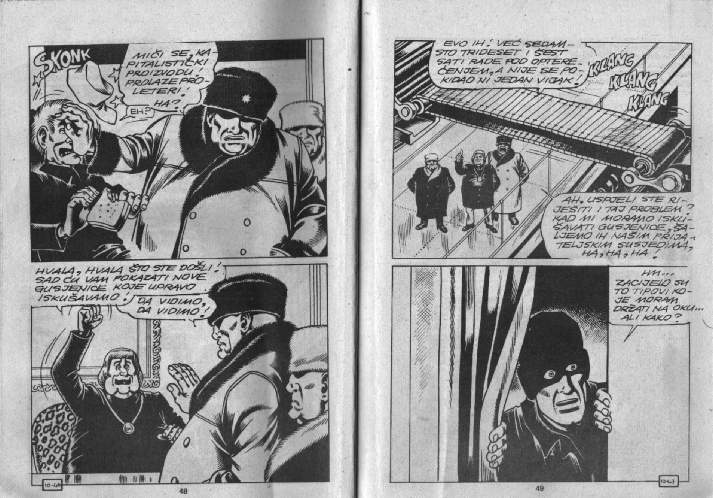 SKONK
MIČI SE, KA-
PITALISTIČKI
PROIZVODU!
PROLAZE PRO-
LETERI!
HA?
EH?
HVALA, HVALA ŠTO STE DOŠLI!
SAD ĆU VAM POKAZATI NOVE
GUSJENICE KOJE UPRAVO
ISKUŠAVAMO!
DA VIDIMO,
DA VIDIMO!
48
EVO IH! VEĆ SEDAM-
STO TRIDESET I ŠEST
SATI RADE POD OPTERE-
ĆENJEM, A NIJE SE PO-
KIDAO NI JEDAN VIJAK!
KLANG
KLANG
KLANG
AH, USPJELI STE RI-
JEŠITI I TAJ PROBLEM?
KAD MI MORAMO ISKU-
ŠAVATI GUSJENICE, ŠA-
LJEMO IH NAŠIM PRIJA-
TELJSKIM SUSJEDIMA,
HA, HA, HA!
HM...
ZACIJELO SU
TO TIPOVI KO-
JE MORAM
DRŽATI NA OKU...
ALI KAKO?
49